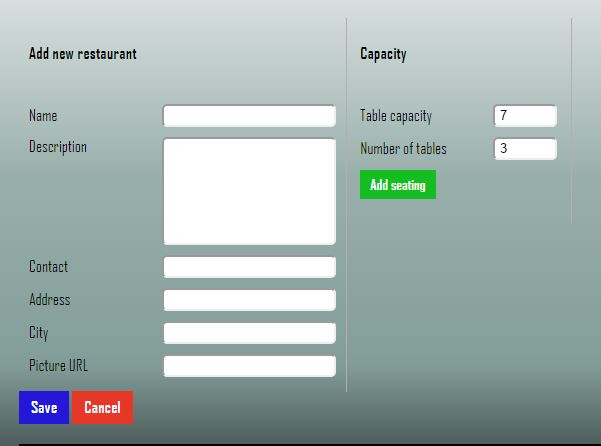 Add new restaurant
Name
Description
Contact
Address
City
Picture URL
Save Cancel
Capacity
Table capacity 7
Number of tables 3
Add seating